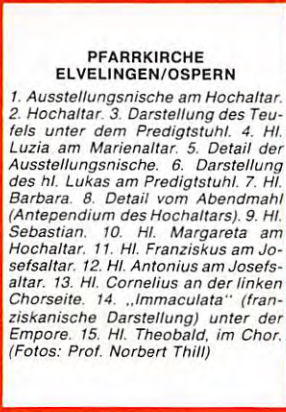 PFARRKIRCHE
ELVELINGEN/OSPERN
1. Ausstellungsnische am Hochaltar.
2. Hochaltar. 3. Darstellung des Teu-
fels unter dem Predigtstuhl. 4. Hl.
Luzia am Marienaltar. 5. Detail der
Ausstellungsnische. 6. Darstellung
des hl. Lukas am Predigtstuhl. 7. Hl.
Barbara. 8. Detail vom Abendmahl
(Antependium des Hochaltars). 9. Hl.
Sebastian. 10. Hl. Margareta am
Hochaltar. 11. Hl. Franziskus am Jo-
sefsaltar. 12. Hl. Antonius am Josefs-
altar. 13. Hl. Cornelius an der linken
Chorseite. 14. „Immaculata“ (fran-
ziskanische Darstellung) unter der
Empore. 15. Hl. Theobald, im Chor.
(Fotos: Prof. Norbert Thill)